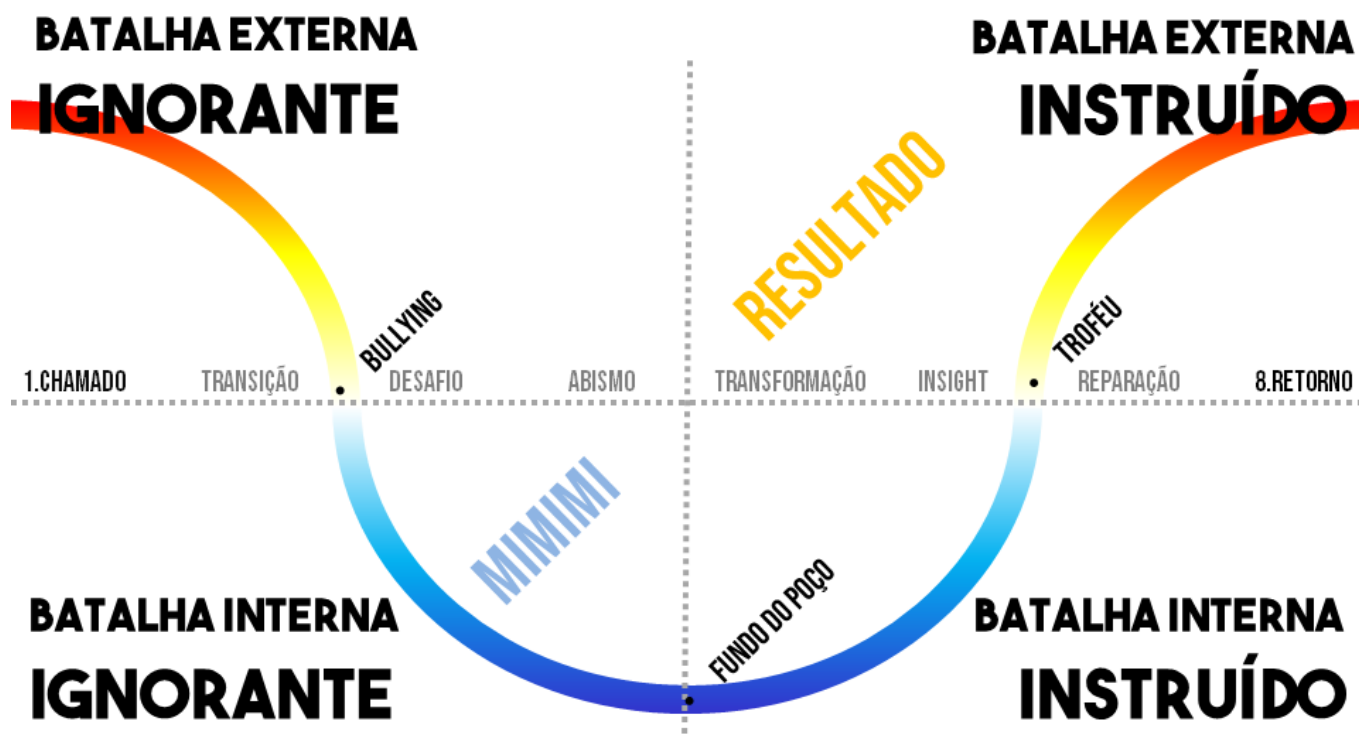 BATALHA EXTERNA
IGNORANTE
BATALHA EXTERNA
INSTRUÍDO
RESULTADO
BULLYING
TROFÉU
1.CHAMADO
TRANSIÇÃO
DESAFIO
ABISMO
TRANSFORMAÇÃO
INSIGHT
REPARAÇÃO
8.RETORNO
MIMIMI
FUNDO DO POÇO
BATALHA INTERNA
IGNORANTE
BATALHA INTERNA
INSTRUÍDO